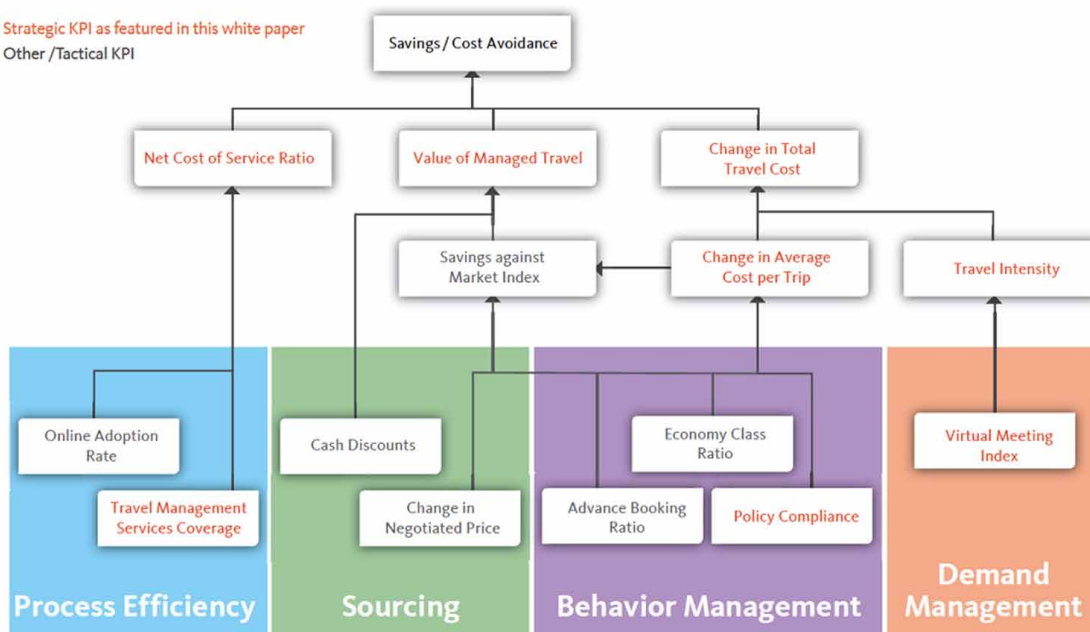 Strategic KPI as featured in this white paper
Other /Tactical KPI
Savings / Cost Avoidance
Net Cost of Service Ratio
Value of Managed Travel
Change in Total
Travel Cost
Savings against
Market Index
Change in Average
Cost per Trip
Travel Intensity
Online Adoption
Rate
Travel Management
Services Coverage
Cash Discounts
Change in
Negotiated Price
Economy Class
Ratio
Advance Booking
Ratio
Policy Compliance
Virtual Meeting
Index
Process Efficiency
Sourcing
Behavior Management
Demand
Management